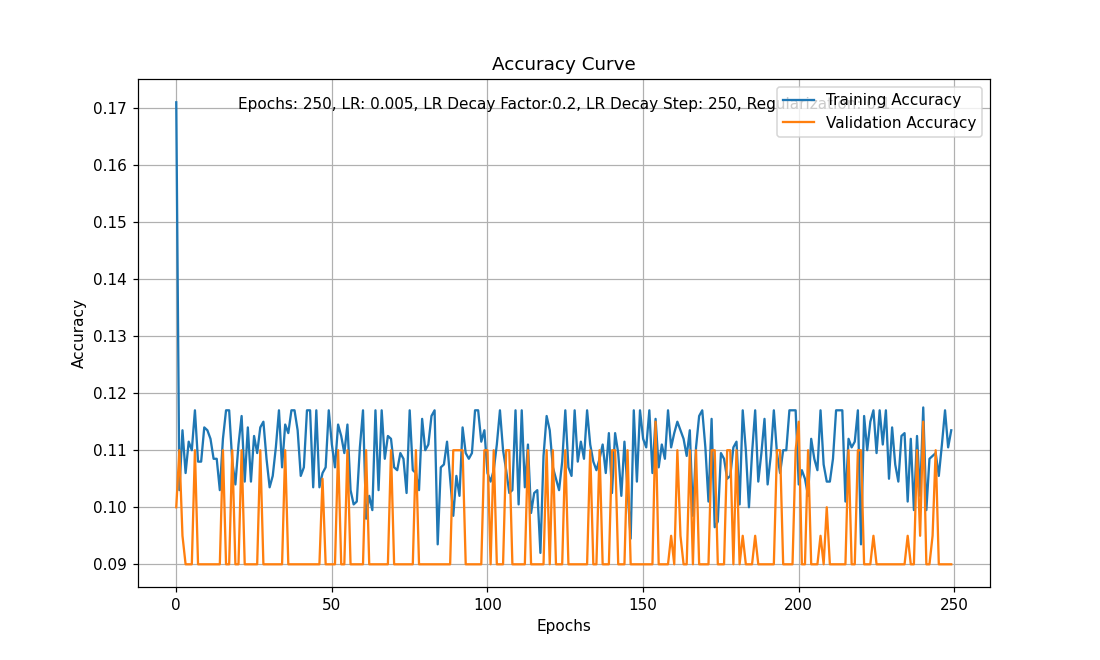 Accuracy Curve
Epochs: 250, LR: 0.005, LR Decay Factor:0.2, LR Decay Step: 250, Regularization:
Training Accuracy
Validation Accuracy
0.17
0.16
0.15
0.14
0.13
0.12
0.11
0.10
0.09
Accuracy
0
50
100
150
200
250
Epochs